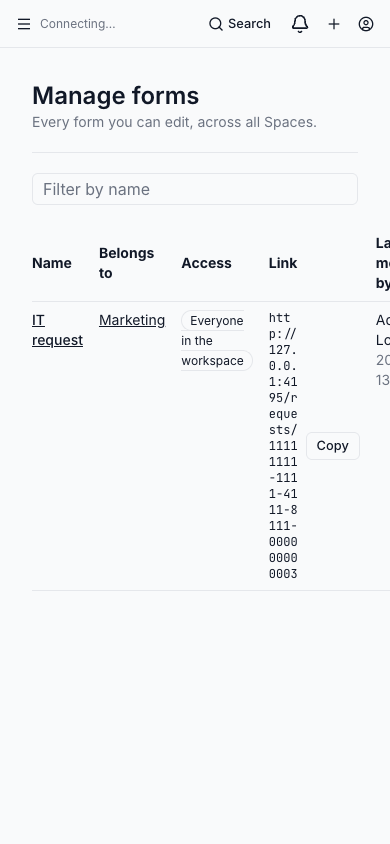 Connecting...
Search
Manage forms
Every form you can edit, across all Spaces.
Filter by name
Name
Belongs
to
Access
Link
IT
request
Marketing
Everyone
in the
workspace
htt
p://
127.
0.0.
1:41
95/r
eque
sts/
1111
1111
-111
1-41
11-8
111-
0000
0000
0003
Copy